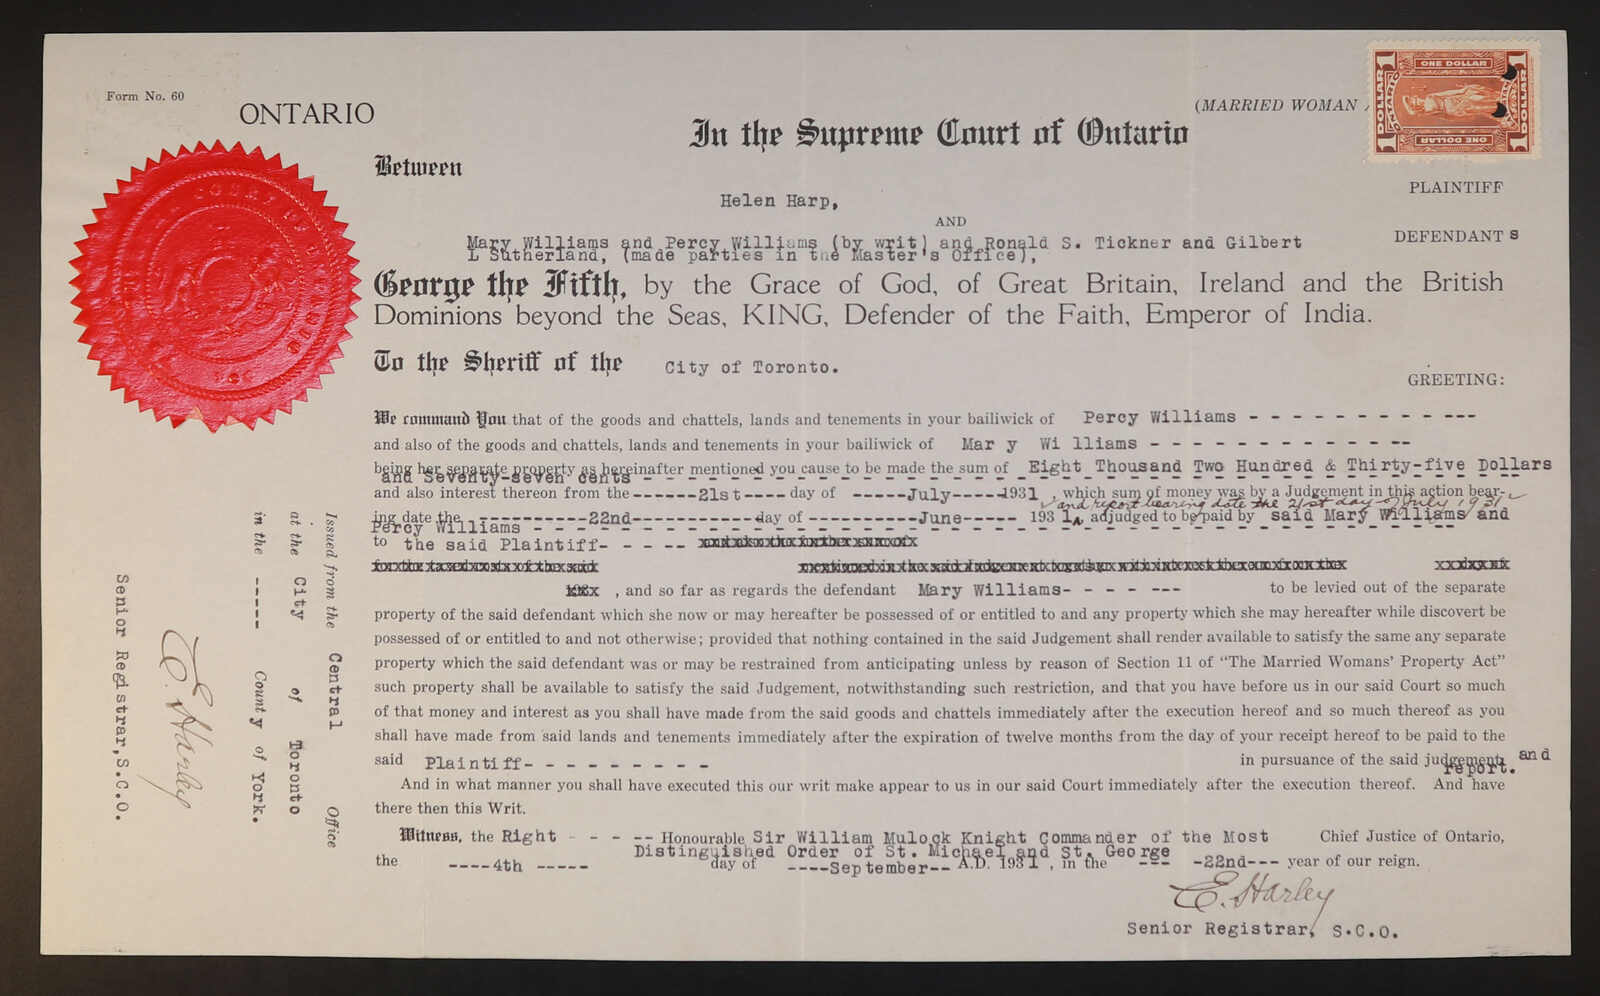 Form No. 60
ONTARIO
(MARRIED WOMAN
ONE DOLLAR
1 DOLLAR
DOLLAR 1
ONE DOLLAR
In the Supreme Court of Ontario
Between
PLAINTIFF
Helen Harp,
AND
DEFENDANT S
Mary Williams and Percy Williams (by writ) and Ronald S. Tickner and Gilbert
L Sutherland, (made parties in the Master's Office),
George the Fifth, by the Grace of God, of Great Britain, Ireland and the British
Dominions beyond the Seas, KING, Defender of the Faith, Emperor of India.
To the Sheriff of the City of Toronto.
GREETING:
We command You that of the goods and chattels, lands and tenements in your bailiwick of Percy Williams - - - - - - - - - - - ---
and also of the goods and chattels, lands and tenements in your bailiwick of Mar y Wi lliams - - - - - - - - - - - - --
being her separate property as hereinafter mentioned you cause to be made the sum of Eight Thousand Two Hundred & Thirty-five Dollars
and Seventy-seven cents - - - - - - - - - - - - - - - - - - - - - - - - - - - - - - - - - - - - - -
and also interest thereon from the ------21st---- day of -----July-----1931 , which sum of money was by a Judgement in this action bear-
and report bearing date the 21st day of July 1931
ing date the ----------22nd------------day of ----------June----- 193 1, adjudged to be paid by said Mary Williams and
Percy Williams - - - - - - - - - - - - - - - - - - - - - - - - - - - - - - - - - - - -
to the said Plaintiff- - - - --
, and so far as regards the defendant Mary Williams- - - - - --- to be levied out of the separate
property of the said defendant which she now or may hereafter be possessed of or entitled to and any property which she may hereafter while discovert be
possessed of or entitled to and not otherwise; provided that nothing contained in the said Judgement shall render available to satisfy the same any separate
property which the said defendant was or may be restrained from anticipating unless by reason of Section 11 of "The Married Womans' Property Act"
such property shall be available to satisfy the said Judgement, notwithstanding such restriction, and that you have before us in our said Court so much
of that money and interest as you shall have made from the said goods and chattels immediately after the execution hereof and so much thereof as you
shall have made from said lands and tenements immediately after the expiration of twelve months from the day of your receipt hereof to be paid to the
said Plaintiff- - - - - - - - - - in pursuance of the said judgement, and
report.
And in what manner you shall have executed this our writ make appear to us in our said Court immediately after the execution thereof. And have
there then this Writ.
Witness, the Right - - - -- Honourable Sir William Mulock Knight Commander of the Most Chief Justice of Ontario,
Distinguished Order of St. Michael and St. George
the ----4th ----- day of ----September-- A.D. 1931, in the --- -22nd--- year of our reign.
E. Harley
Senior Registrar, S.C.O.
Issued from the Central Office
at the City of Toronto
in the ----- County of York.
E. Harley
Senior Registrar,S.C.O.